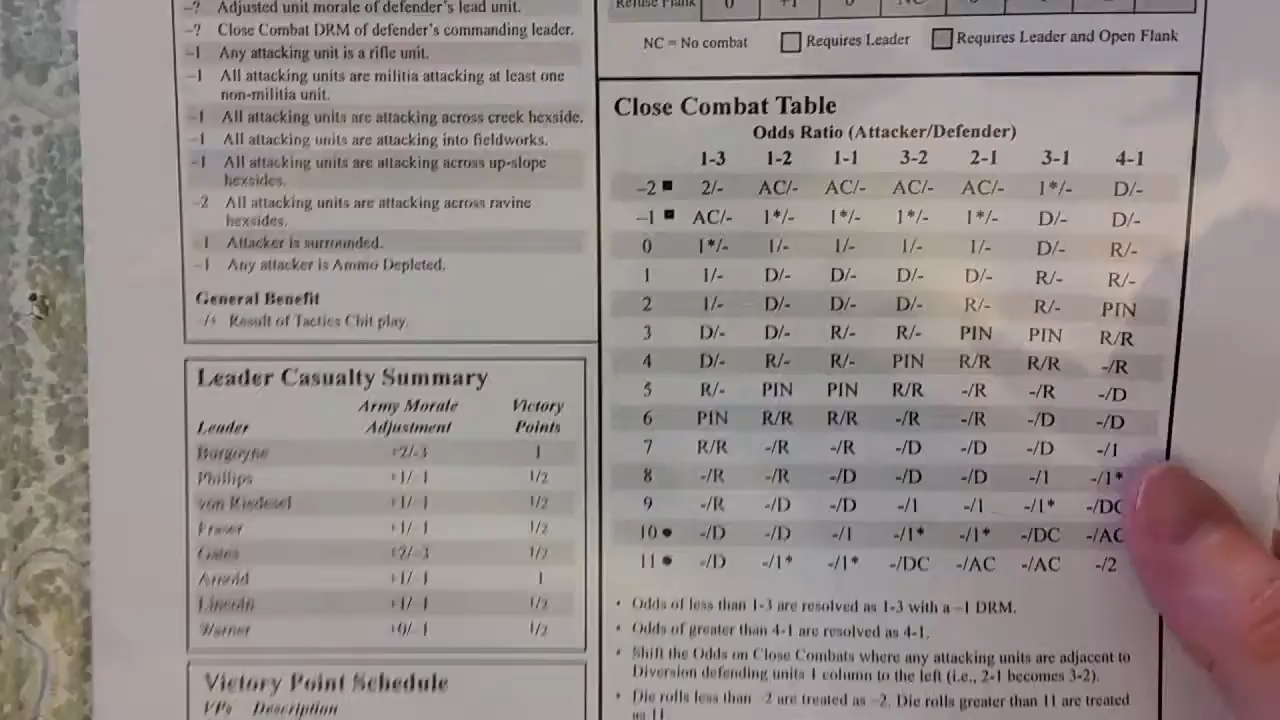 -? Adjusted unit morale of defender's lead unit.
-? Close Combat DRM of defender's commanding leader.
-1 Any attacking unit is a rifle unit.
-1 All attacking units are militia attacking at least one
non-militia unit.
-1 All attacking units are attacking across creek hexside.
-1 All attacking units are attacking into fieldworks.
-1 All attacking units are attacking across up-slope
hexsides.
-2 All attacking units are attacking across ravine
hexsides.
-1 Attacker is surrounded.
-1 Any attacker is Ammo Depleted.
General Benefit
-/+ Result of Tactics Chit play.
Leader Casualty Summary
Army Morale Victory
Leader Adjustment Points
Burgoyne +2/-3 1
Phillips +1/-1 1/2
von Riedesel +1/-1 1/2
Fraser +1/-1 1/2
Gates +2/-3 1/2
Arnold +1/-1 1
Lincoln +1/-1 1/2
Warner +0/-1 1/2
Victory Point Schedule
VPs Description
Refuse Flank 0 +1 0 NC
NC = No combat Requires Leader Requires Leader and Open Flank
Close Combat Table
Odds Ratio (Attacker/Defender)
1-3 1-2 1-1 3-2 2-1 3-1 4-1
-2 ■ 2/- AC/- AC/- AC/- AC/- 1*/- D/-
-1 ■ AC/- 1*/- 1*/- 1*/- 1*/- D/- D/-
0 1*/- 1/- 1/- 1/- 1/- D/- R/-
1 1/- D/- D/- D/- D/- R/- R/-
2 1/- D/- D/- D/- R/- R/- PIN
3 D/- D/- R/- R/- PIN PIN R/R
4 D/- R/- R/- PIN R/R R/R -/R
5 R/- PIN PIN R/R -/R -/R -/D
6 PIN R/R R/R -/R -/R -/D -/D
7 R/R -/R -/R -/D -/D -/D -/1
8 -/R -/R -/D -/D -/D -/1 -/1*
9 -/R -/D -/D -/1 -/1 -/1* -/DC
10 ● -/D -/D -/1 -/1* -/1* -/DC -/AC
11 ● -/D -/1* -/1* -/DC -/AC -/AC -/2
• Odds of less than 1-3 are resolved as 1-3 with a -1 DRM.
• Odds of greater than 4-1 are resolved as 4-1.
• Shift the Odds on Close Combats where any attacking units are adjacent to
Diversion defending units 1 column to the left (i.e., 2-1 becomes 3-2).
• Die rolls less than -2 are treated as -2. Die rolls greater than 11 are treated
as 11.